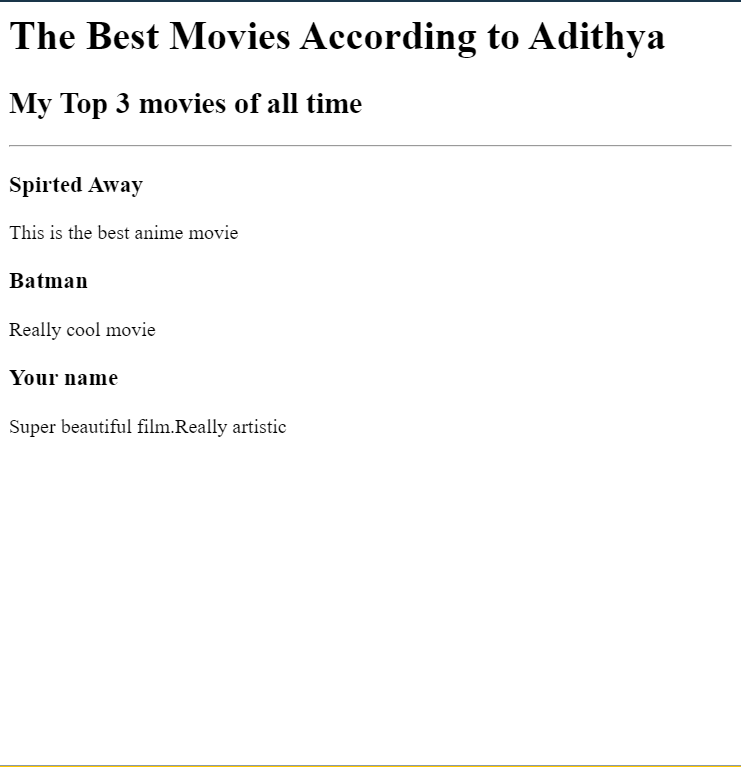 The Best Movies According to Adithya
My Top 3 movies of all time
Spirted Away
This is the best anime movie
Batman
Really cool movie
Your name
Super beautiful film.Really artistic